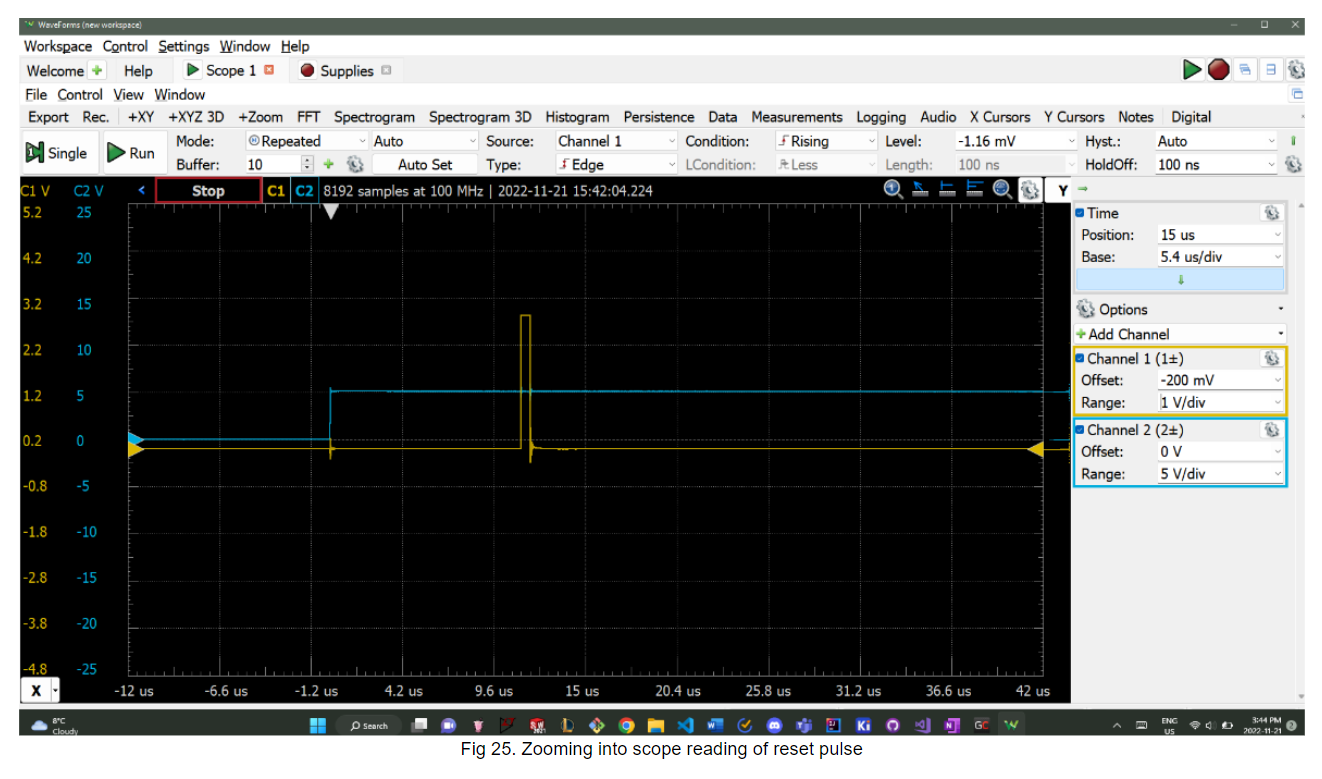 WaveForms (new workspace)
Workspace Control Settings Window Help
Welcome Help Scope 1 Supplies
File Control View Window
Export Rec. +XY +XYZ 3D +Zoom FFT Spectrogram Spectrogram 3D Histogram Persistence Data Measurements Logging Audio X Cursors Y Cursors Notes Digital
Single Run Mode: Repeated Auto Source: Channel 1 Condition: Rising Level: -1.16 mV Hyst.: Auto
Buffer: 10 Auto Set Type: Edge LCondition: Less Length: 100 ns HoldOff: 100 ns
C1 V C2 V < Stop C1 C2 8192 samples at 100 MHz | 2022-11-21 15:42:04.224 Y
5.2 25
4.2 20
3.2 15
2.2 10
1.2 5
0.2 0
-0.8 -5
-1.8 -10
-2.8 -15
-3.8 -20
-4.8 -25
X -12 us -6.6 us -1.2 us 4.2 us 9.6 us 15 us 20.4 us 25.8 us 31.2 us 36.6 us 42 us
Time
Position: 15 us
Base: 5.4 us/div
Options
Add Channel
Channel 1 (1±)
Offset: -200 mV
Range: 1 V/div
Channel 2 (2±)
Offset: 0 V
Range: 5 V/div
8°C
Cloudy
Search
ENG
US
3:44 PM
2022-11-21
Fig 25. Zooming into scope reading of reset pulse